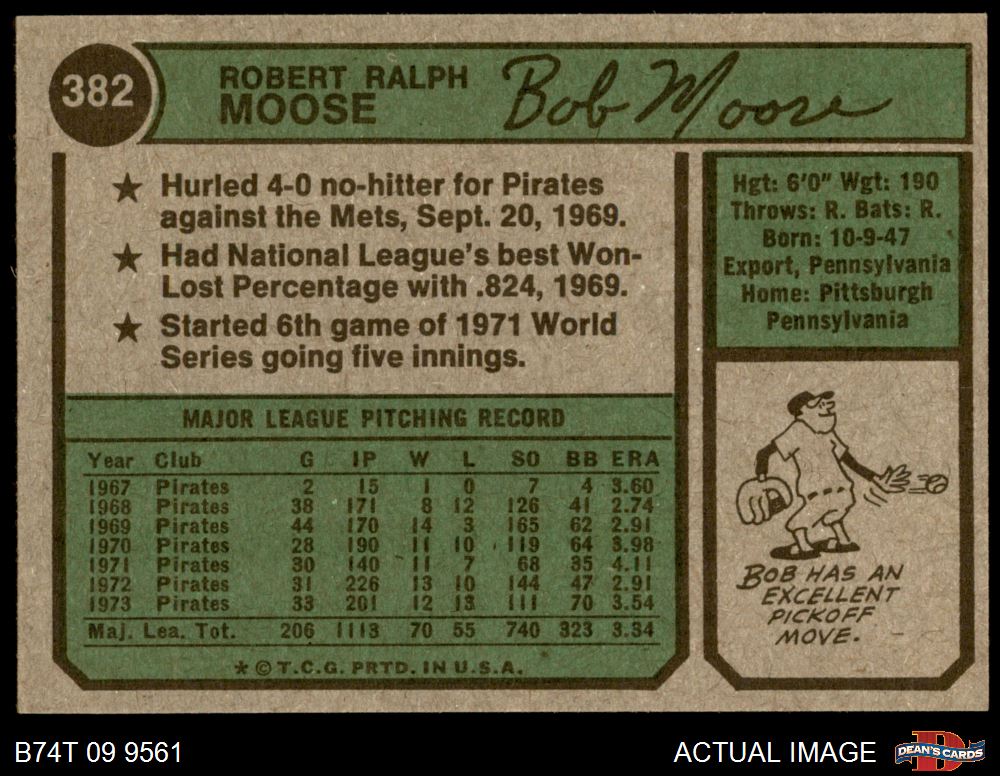 382
ROBERT RALPH
MOOSE
Bob Moose
★ Hurled 4-0 no-hitter for Pirates
against the Mets, Sept. 20, 1969.
★ Had National League's best Won-
Lost Percentage with .824, 1969.
★ Started 6th game of 1971 World
Series going five innings.
Hgt: 6'0" Wgt: 190
Throws: R. Bats: R.
Born: 10-9-47
Export, Pennsylvania
Home: Pittsburgh
Pennsylvania
MAJOR LEAGUE PITCHING RECORD
Year Club G IP W L SO BB ERA
1967 Pirates 2 15 1 0 7 4 3.60
1968 Pirates 38 171 8 12 126 41 2.74
1969 Pirates 44 170 14 3 165 62 2.91
1970 Pirates 28 190 11 10 119 64 3.98
1971 Pirates 30 140 11 7 68 35 4.11
1972 Pirates 31 226 13 10 144 47 2.91
1973 Pirates 33 201 12 13 111 70 3.54
Maj. Lea. Tot. 206 1113 70 55 740 323 3.34
★ © T.C.G. PRTD. IN U.S.A.
BOB HAS AN
EXCELLENT
PICKOFF
MOVE.
B74T 09 9561
ACTUAL IMAGE
DEAN'S CARDS